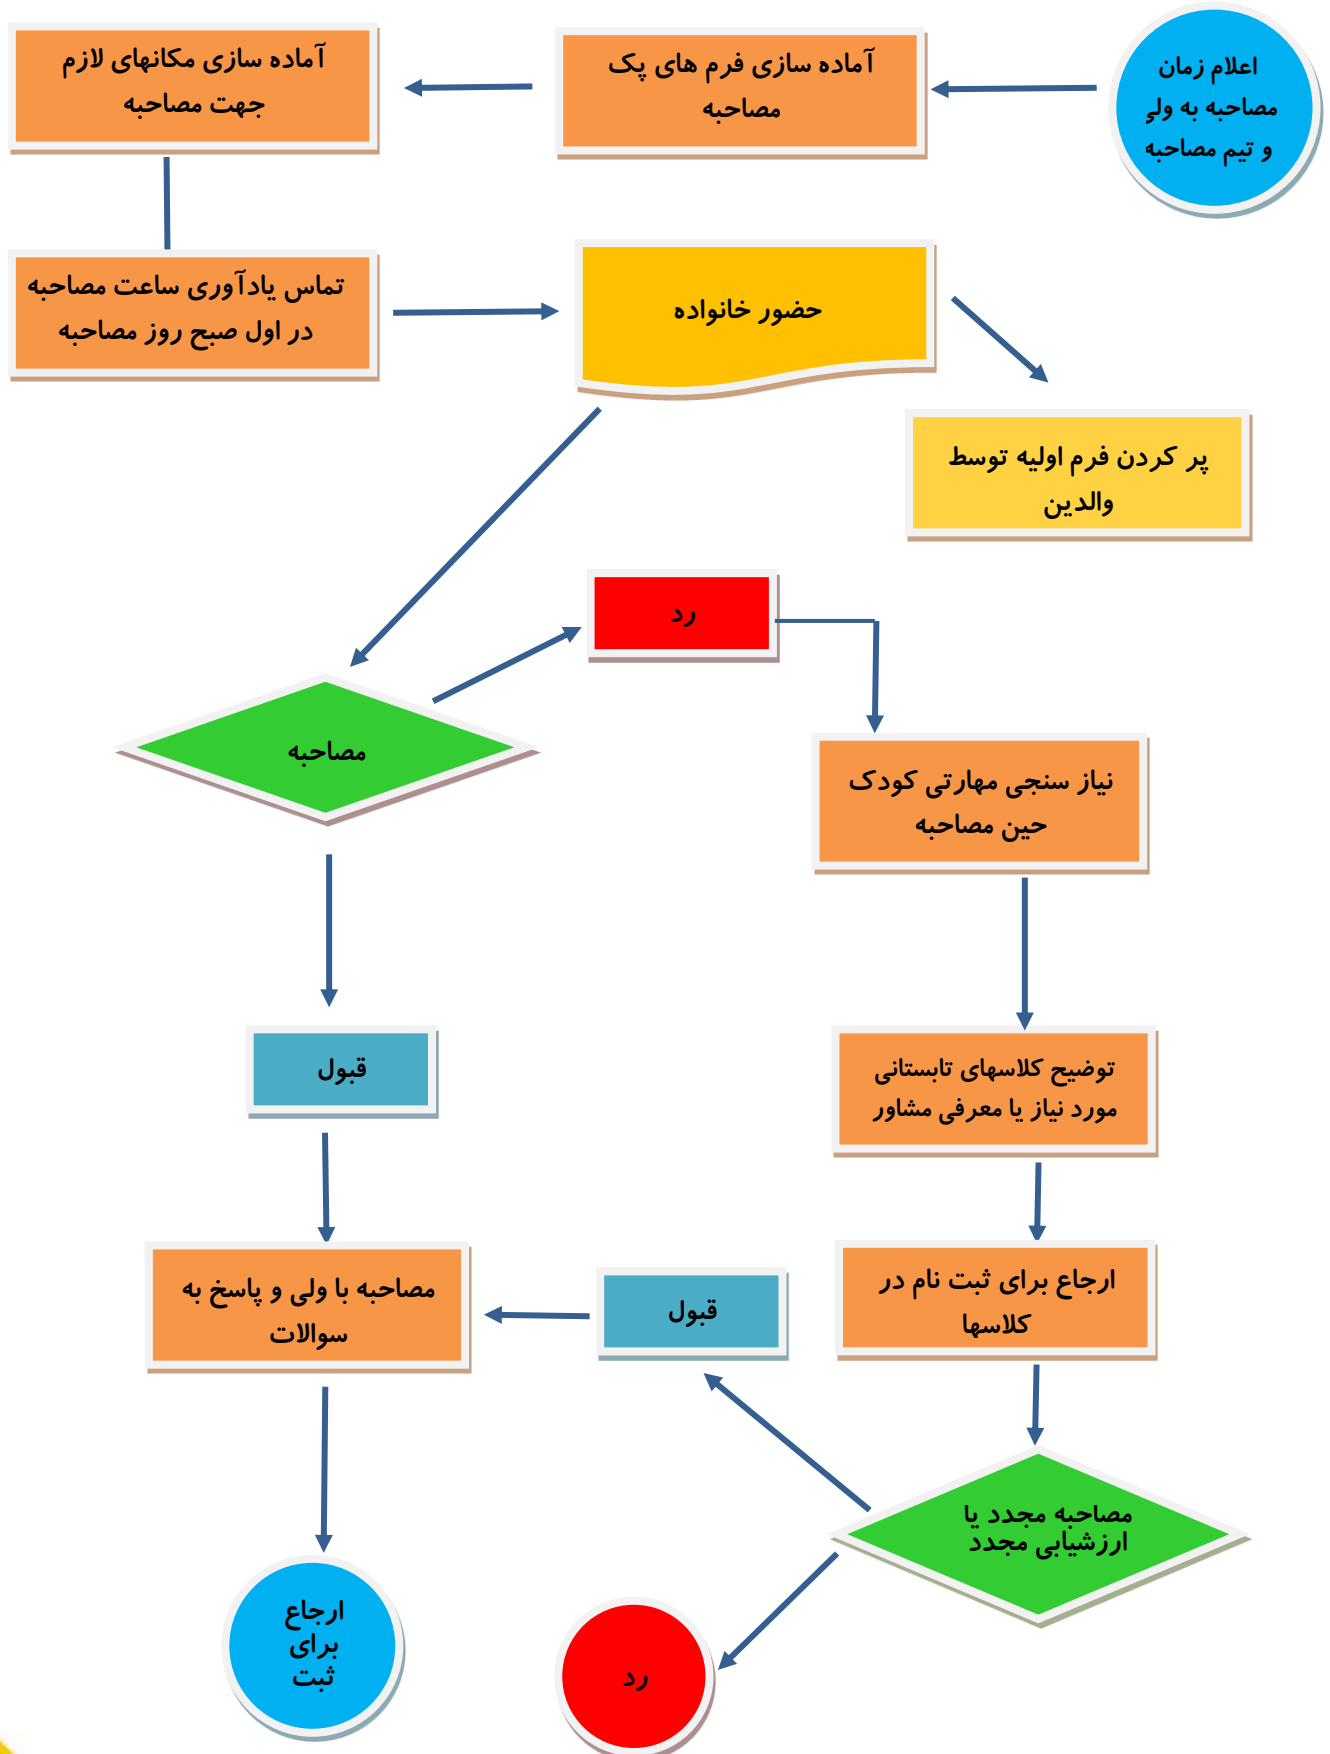 اعلام زمان
مصاحبه به ولی
و تیم مصاحبه
آماده سازی فرم های پک
مصاحبه
آماده سازی مکانهای لازم
جهت مصاحبه
تماس یادآوری ساعت مصاحبه
در اول صبح روز مصاحبه
حضور خانواده
پر کردن فرم اولیه توسط
والدین
رد
مصاحبه
نیاز سنجی مهارتی کودک
حین مصاحبه
قبول
توضیح کلاسهای تابستانی
مورد نیاز یا معرفی مشاور
ارجاع برای ثبت نام در
کلاسها
قبول
مصاحبه با ولی و پاسخ به
سوالات
مصاحبه مجدد یا
ارزشیابی مجدد
رد
ارجاع
برای
ثبت